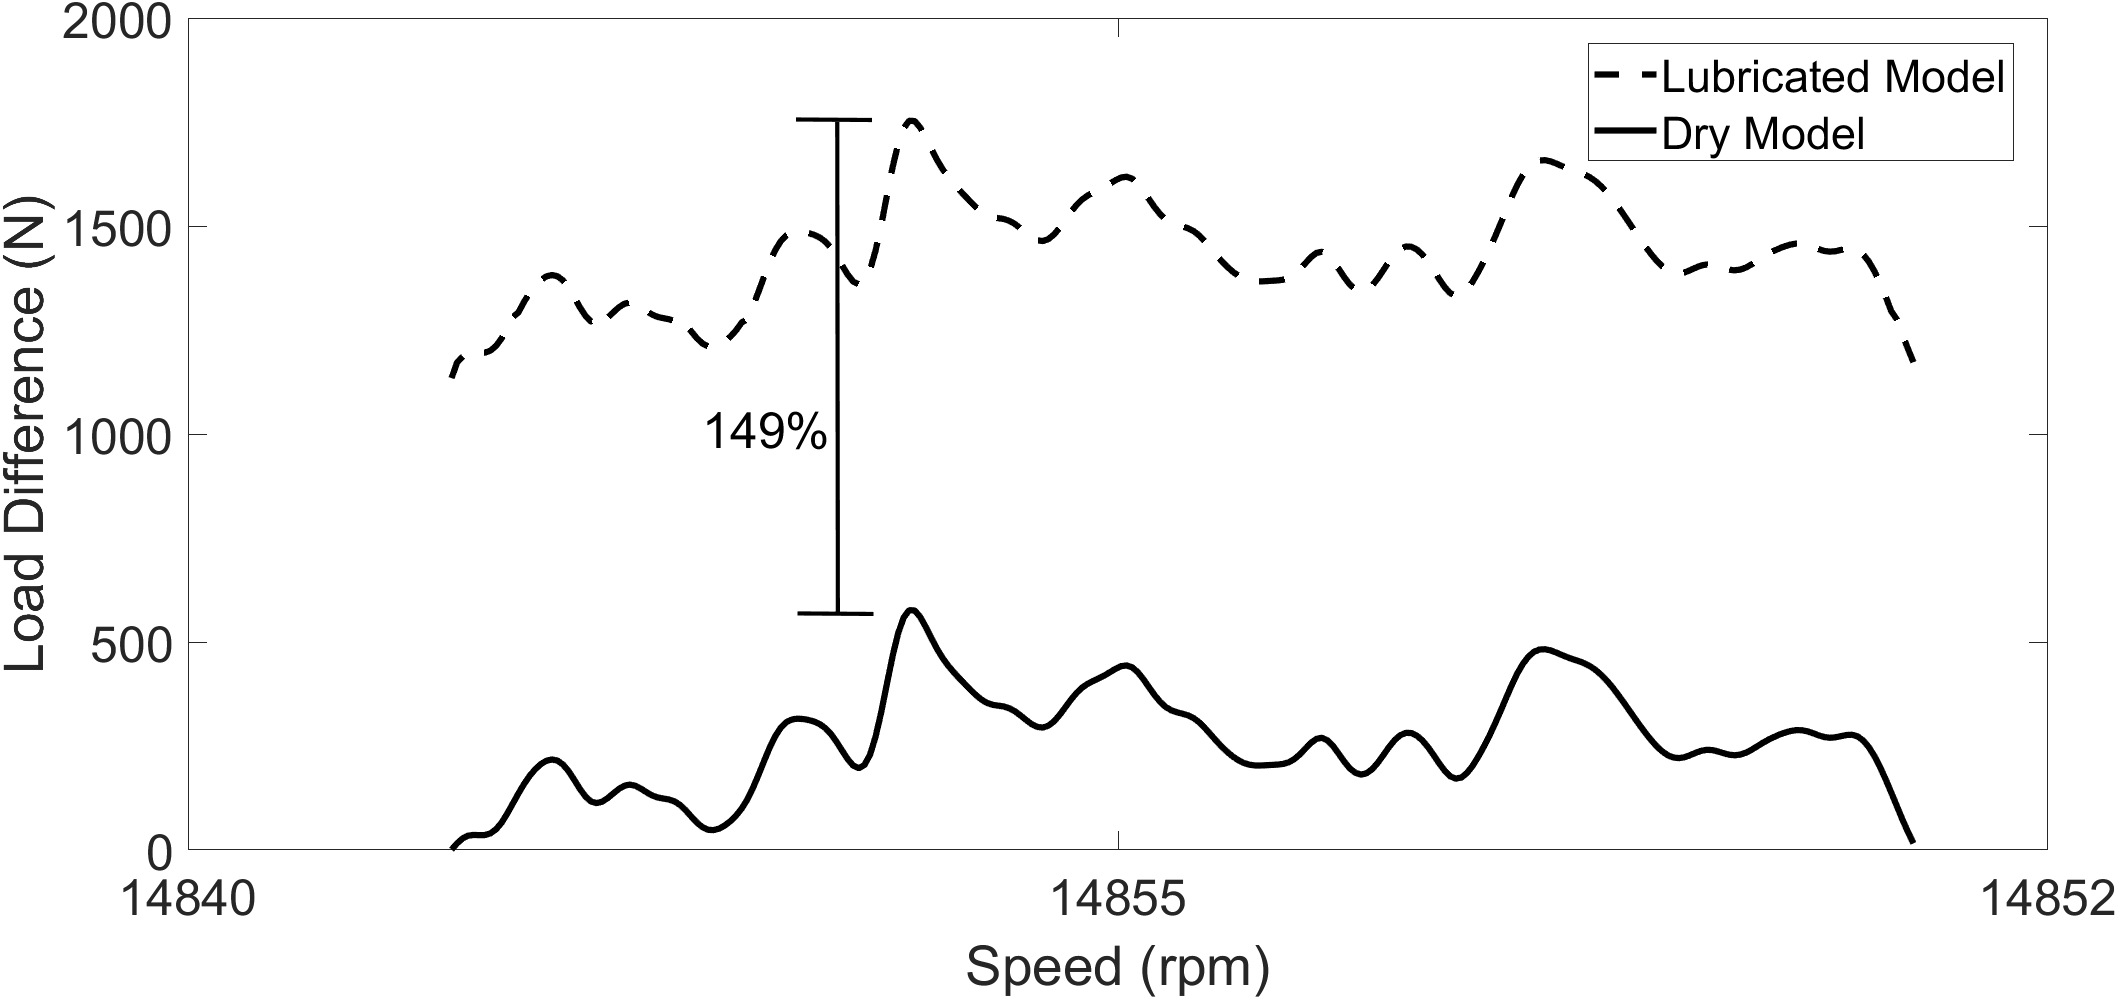 2000
1500
1000
500
0
Load Difference (N)
Lubricated Model
Dry Model
149%
14840
14855
14852
Speed (rpm)